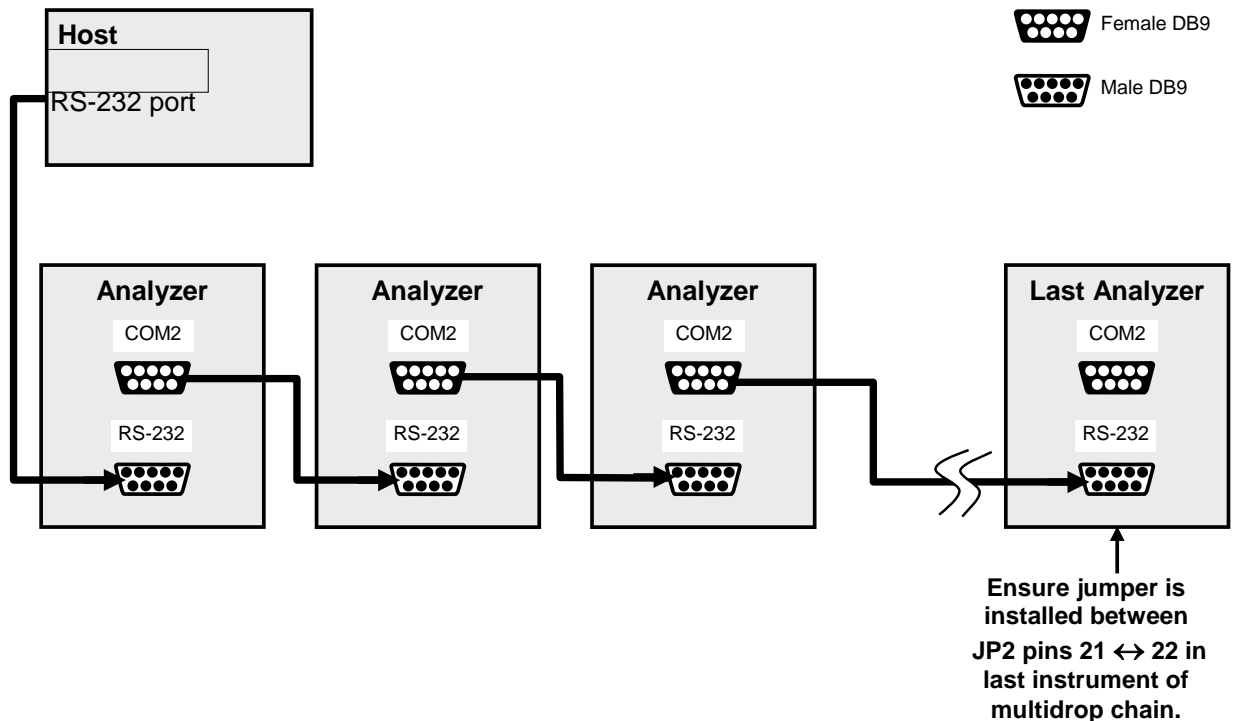 Host
RS-232 port
Female DB9
Male DB9
Analyzer
COM2
RS-232
Analyzer
COM2
RS-232
Analyzer
COM2
RS-232
Last Analyzer
COM2
RS-232
Ensure jumper is
installed between
JP2 pins 21 ↔ 22 in
last instrument of
multidrop chain.